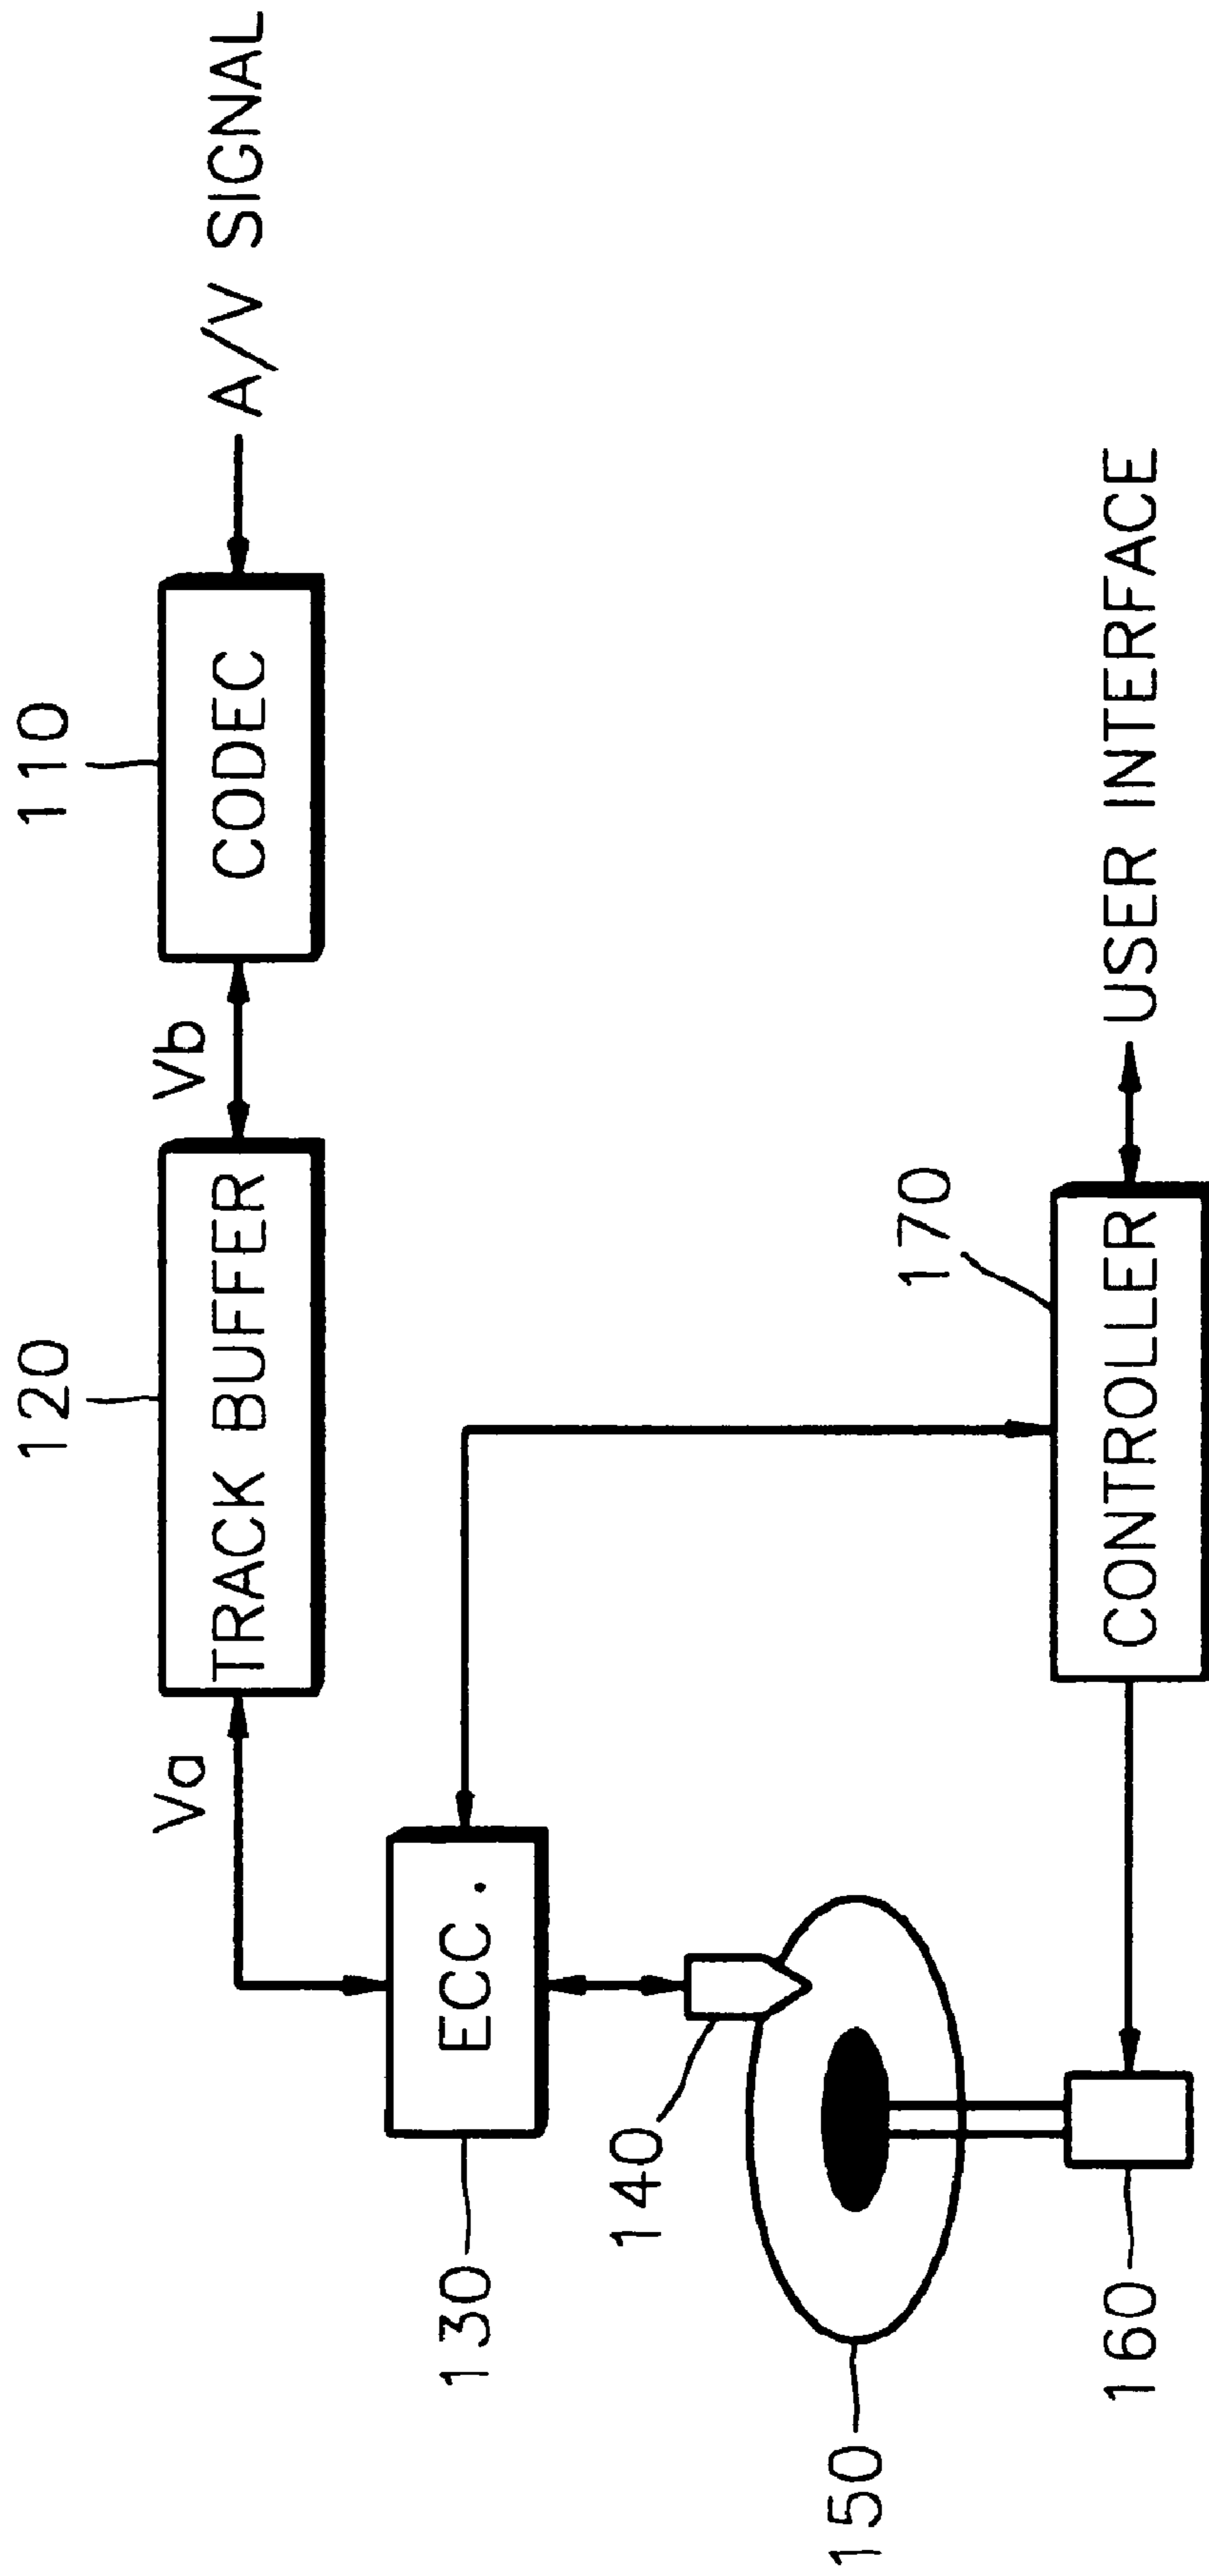 110
120
A/V SIGNAL
CODEC
Vb
TRACK BUFFER
Va
130
ECC.
140
170
150
160
CONTROLLER
USER INTERFACE